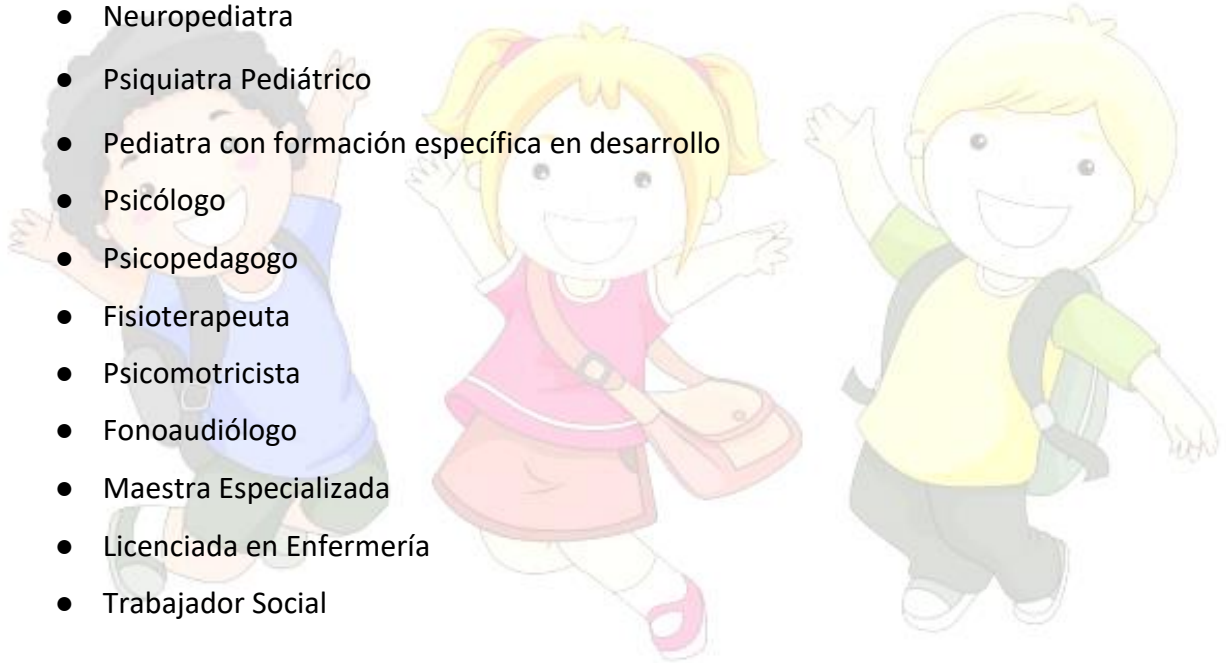 ● Neuropediatra
● Psiquiatra Pediátrico
● Pediatra con formación específica en desarrollo
● Psicólogo
● Psicopedagogo
● Fisioterapeuta
● Psicomotricista
● Fonoaudiólogo
● Maestra Especializada
● Licenciada en Enfermería
● Trabajador Social